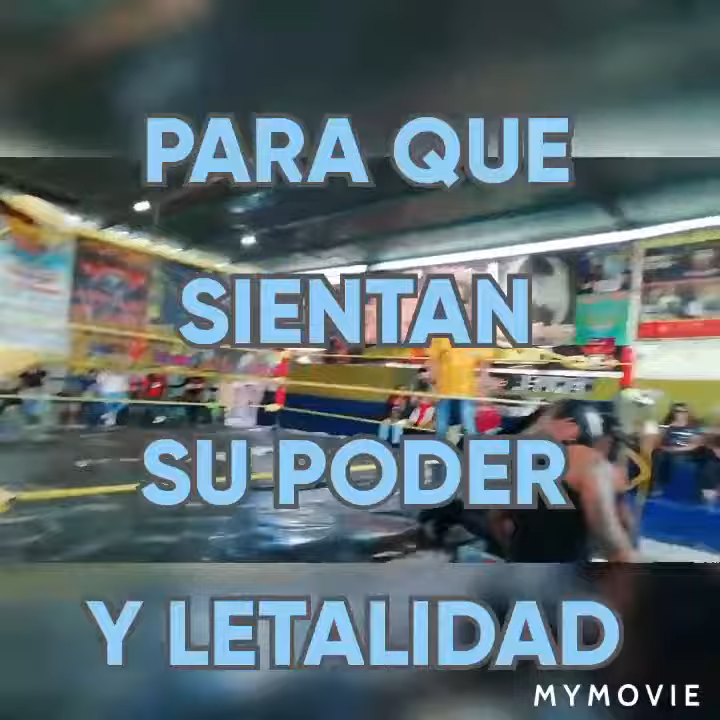 PARA QUE
SIENTAN
SU PODER
Y LETALIDAD
MYMOVIE